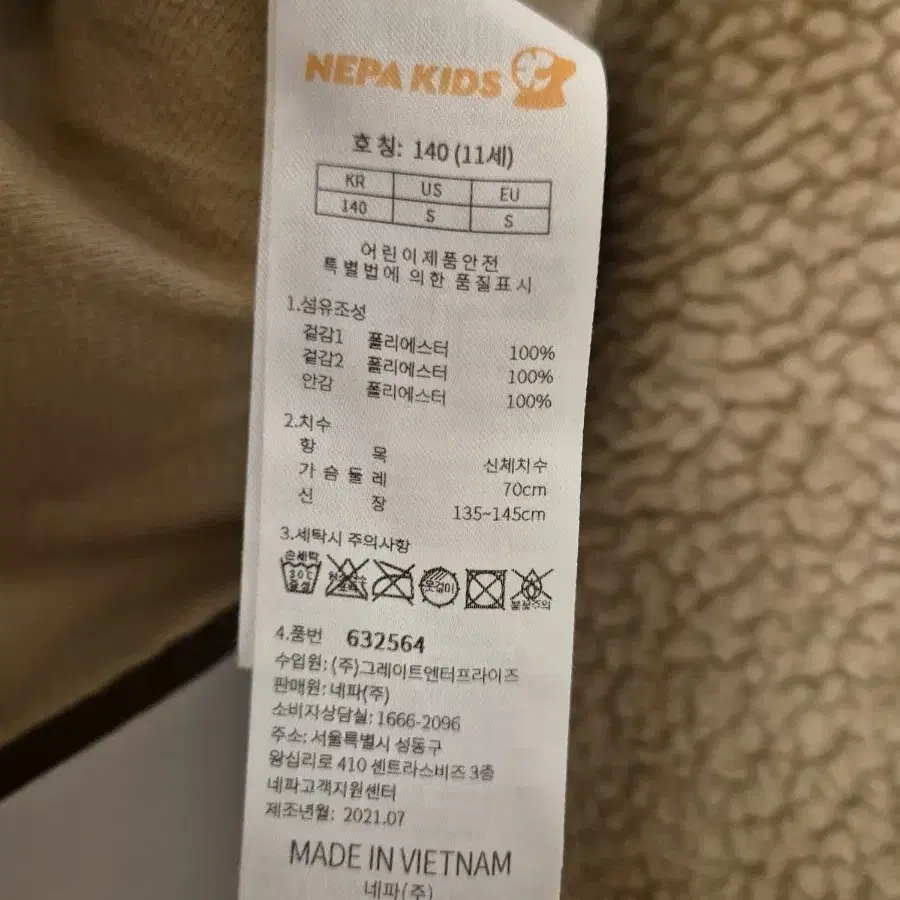 NEPA KIDS
호칭: 140 (11세)
KR US EU
140 S S
어린이제품안전
특별법에 의한 품질표시
1.섬유조성
겉감1 폴리에스터 100%
겉감2 폴리에스터 100%
안감 폴리에스터 100%
2.치수
항 목 신체치수
가슴둘레 70cm
신 장 135~145cm
3.세탁시 주의사항
손세탁
30℃
중성
옷걸이
불꽃주의
4.품번 632564
수입원: (주)그레이트엔터프라이즈
판매원: 네파(주)
소비자상담실: 1666-2096
주소: 서울특별시 성동구
왕십리로 410 센트라스비즈 3층
네파고객지원센터
제조년월: 2021.07
MADE IN VIETNAM
네파(주)